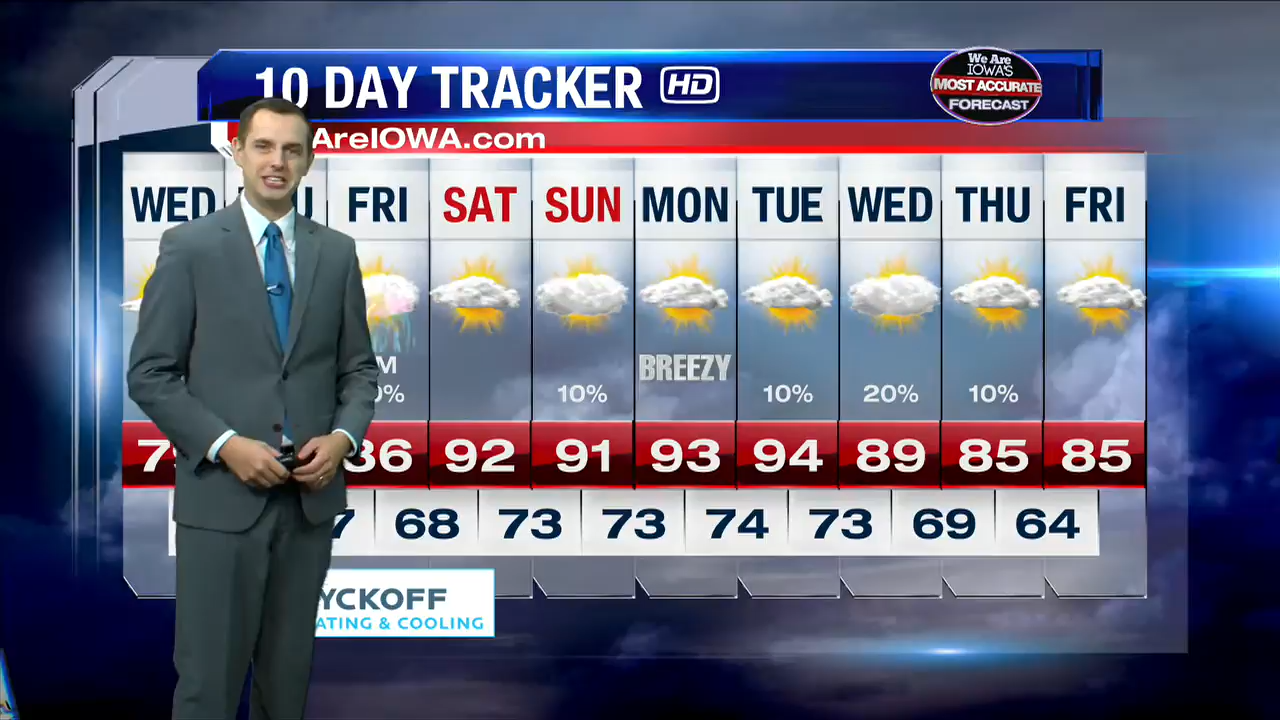 10 DAY TRACKER HD
We Are
IOWA'S
MOST ACCURATE
FORECAST
AreIOWA.com
WED FRI SAT SUN MON TUE WED THU FRI
BREEZY
10% 10% 20% 10%
92 91 93 94 89 85 85
68 73 73 74 73 69 64
YCKOFF
ATING & COOLING